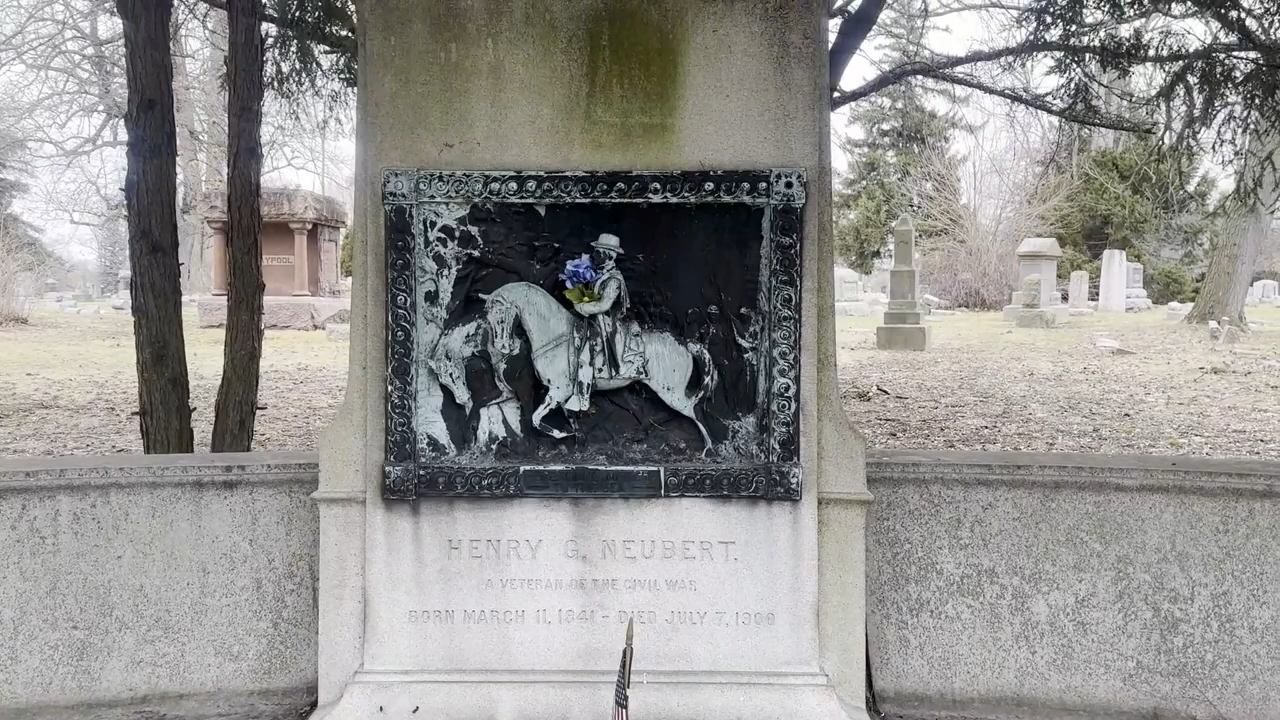 YPOOL
HENRY G. NEUBERT.
A VETERAN OF THE CIVIL WAR
BORN MARCH 11, 1841 - DIED JULY 7, 1900